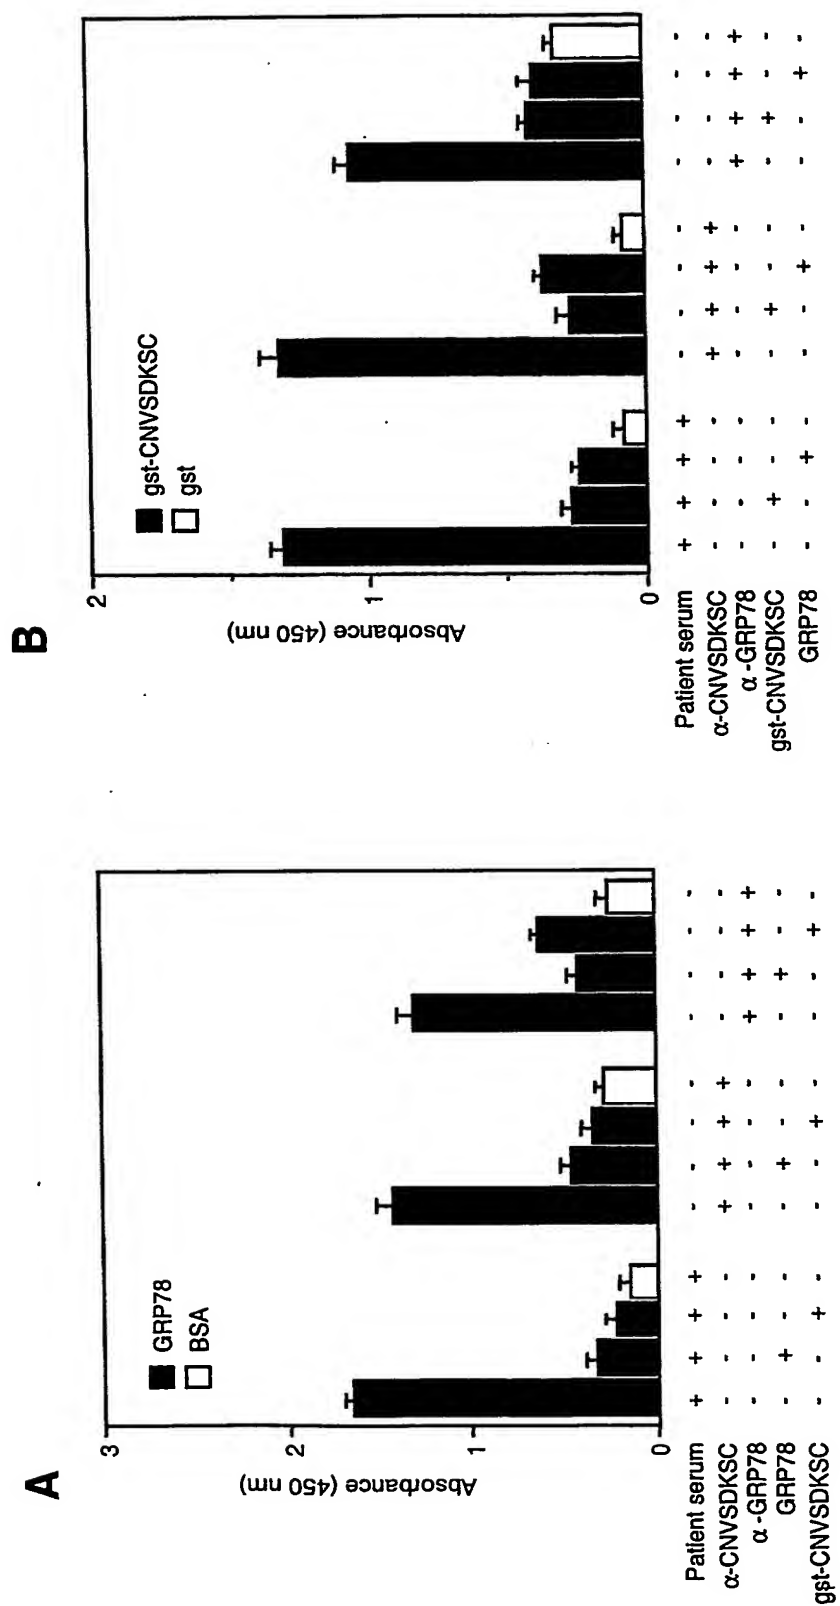 A
3
2
1
0
Absorbance (450 nm)
GRP78
BSA
Patient serum + + + + - - - - - - - -
α-CNVSDKSC - - - - + + + + - - - -
α-GRP78 - - - - - - - - + + + +
GRP78 - + - - - + - - - + - -
gst-CNVSDKSC - - + - - - + - - - + -
B
2
1
0
Absorbance (450 nm)
gst-CNVSDKSC
gst
Patient serum + + + + - - - - - - - -
α-CNVSDKSC - - - - + + + + - - - -
α-GRP78 - - - - - - - - + + + +
gst-CNVSDKSC - + - - - + - - - + - -
GRP78 - - + - - - + - - - + -